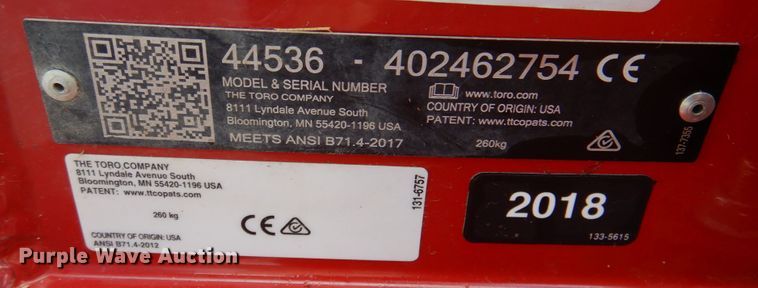 44536 - 402462754 CE
MODEL & SERIAL NUMBER
THE TORO COMPANY
8111 Lyndale Avenue South
Bloomington, MN 55420-1196 USA
MEETS ANSI B71.4-2017
www.toro.com
COUNTRY OF ORIGIN: USA
PATENT: www.ttcopats.com
260kg
137-7355
THE TORO COMPANY
8111 Lyndale Avenue South
Bloomington, MN 55420-1196 USA
PATENT: www.ttcopats.com
260 kg
CE
COUNTRY OF ORIGIN: USA
ANSI B71.4-2012
131-6757
2018
133-5615
Purple Wave Auction